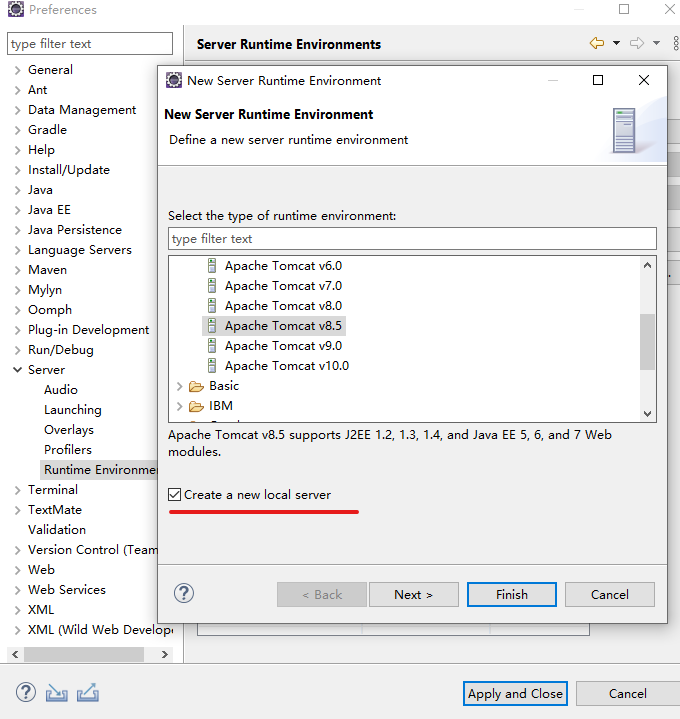 Preferences
type filter text
General
Ant
Data Management
Gradle
Help
Install/Update
Java
Java EE
Java Persistence
Language Servers
Maven
Mylyn
Oomph
Plug-in Development
Run/Debug
Server
Audio
Launching
Overlays
Profilers
Runtime Environme
Terminal
TextMate
Validation
Version Control (Team
Web
Web Services
XML
XML (Wild Web Develope
Server Runtime Environments
New Server Runtime Environment
New Server Runtime Environment
Define a new server runtime environment
Select the type of runtime environment:
type filter text
Apache Tomcat v6.0
Apache Tomcat v7.0
Apache Tomcat v8.0
Apache Tomcat v8.5
Apache Tomcat v9.0
Apache Tomcat v10.0
Basic
IBM
Apache Tomcat v8.5 supports J2EE 1.2, 1.3, 1.4, and Java EE 5, 6, and 7 Web
modules.
Create a new local server
< Back
Next >
Finish
Cancel
Apply and Close
Cancel